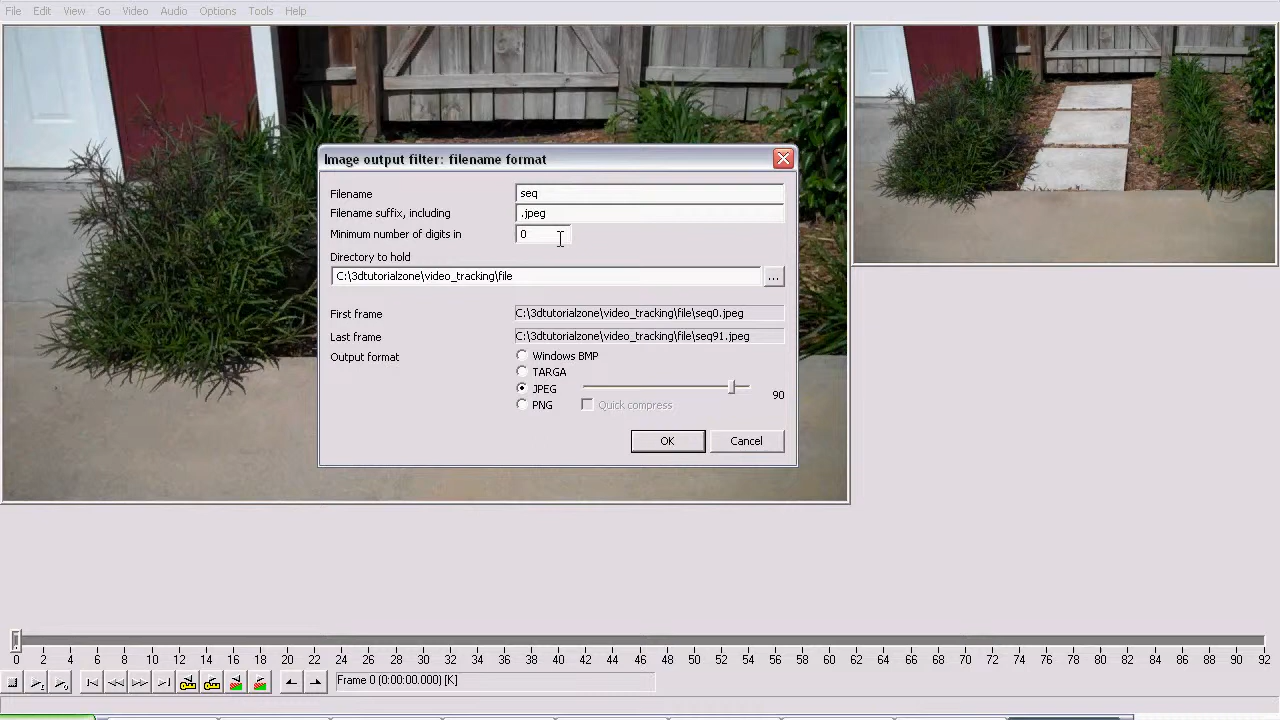 File Edit View Go Video Audio Options Tools Help
Image output filter: filename format
Filename seq
Filename suffix, including .jpeg
Minimum number of digits in 0
Directory to hold
C:\3dtutorialzone\video_tracking\file ...
First frame C:\3dtutorialzone\video_tracking\file\seq0.jpeg
Last frame C:\3dtutorialzone\video_tracking\file\seq91.jpeg
Output format Windows BMP
TARGA
JPEG 90
PNG Quick compress
OK Cancel
0 2 4 6 8 10 12 14 16 18 20 22 24 26 28 30 32 34 36 38 40 42 44 46 48 50 52 54 56 58 60 62 64 66 68 70 72 74 76 78 80 82 84 86 88 90 92
Frame 0 (0:00:00.000) [K]